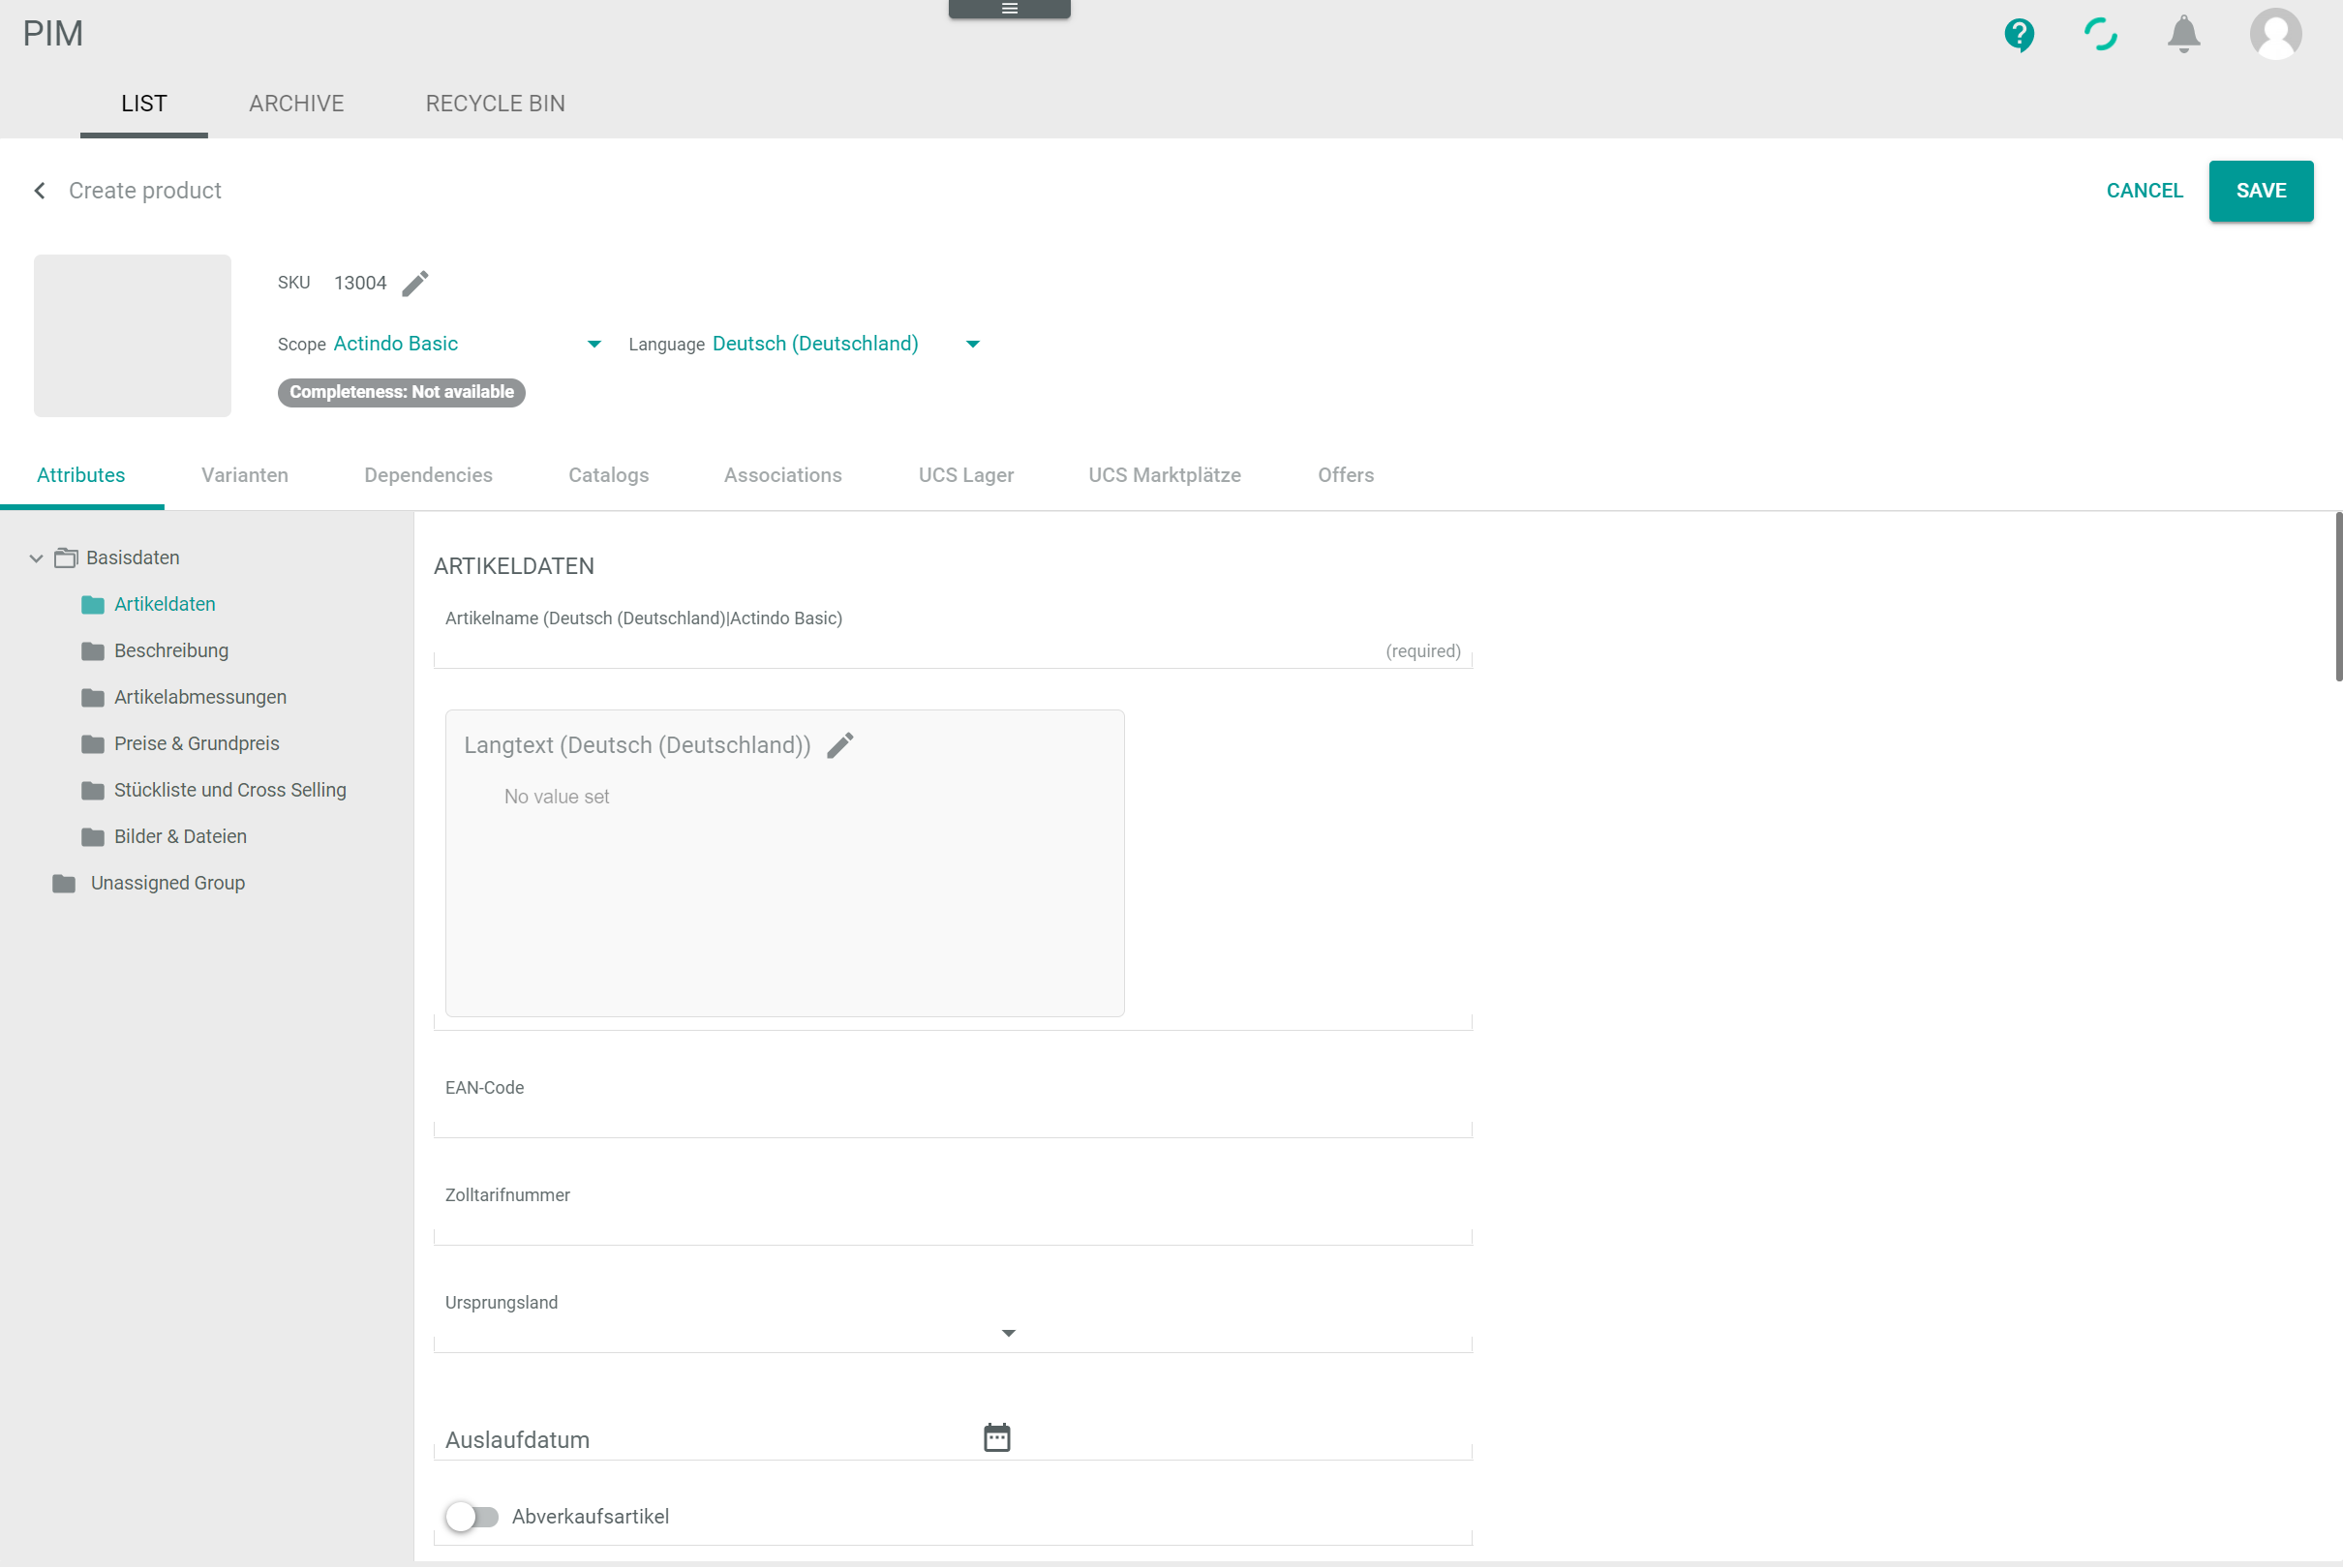 PIM
LIST ARCHIVE RECYCLE BIN
Create product CANCEL SAVE
SKU 13004
Scope Actindo Basic Language Deutsch (Deutschland)
Completeness: Not available
Attributes Varianten Dependencies Catalogs Associations UCS Lager UCS Marktplätze Offers
Basisdaten
Artikeldaten
Beschreibung
Artikelabmessungen
Preise & Grundpreis
Stückliste und Cross Selling
Bilder & Dateien
Unassigned Group
ARTIKELDATEN
Artikelname (Deutsch (Deutschland)|Actindo Basic)
(required)
Langtext (Deutsch (Deutschland))
No value set
EAN-Code
Zolltarifnummer
Ursprungsland
Auslaufdatum
Abverkaufsartikel